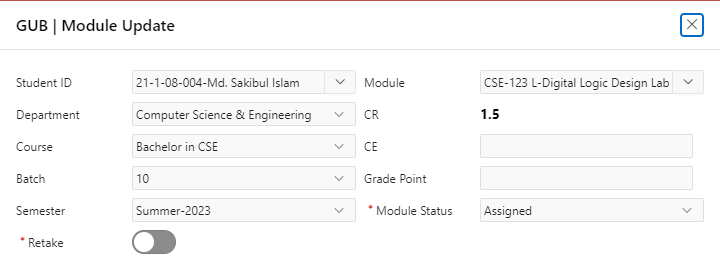 GUB | Module Update
Student ID 21-1-08-004-Md. Sakibul Islam Module CSE-123 L-Digital Logic Design Lab
Department Computer Science & Engineering CR 1.5
Course Bachelor in CSE CE
Batch 10 Grade Point
Semester Summer-2023 * Module Status Assigned
* Retake